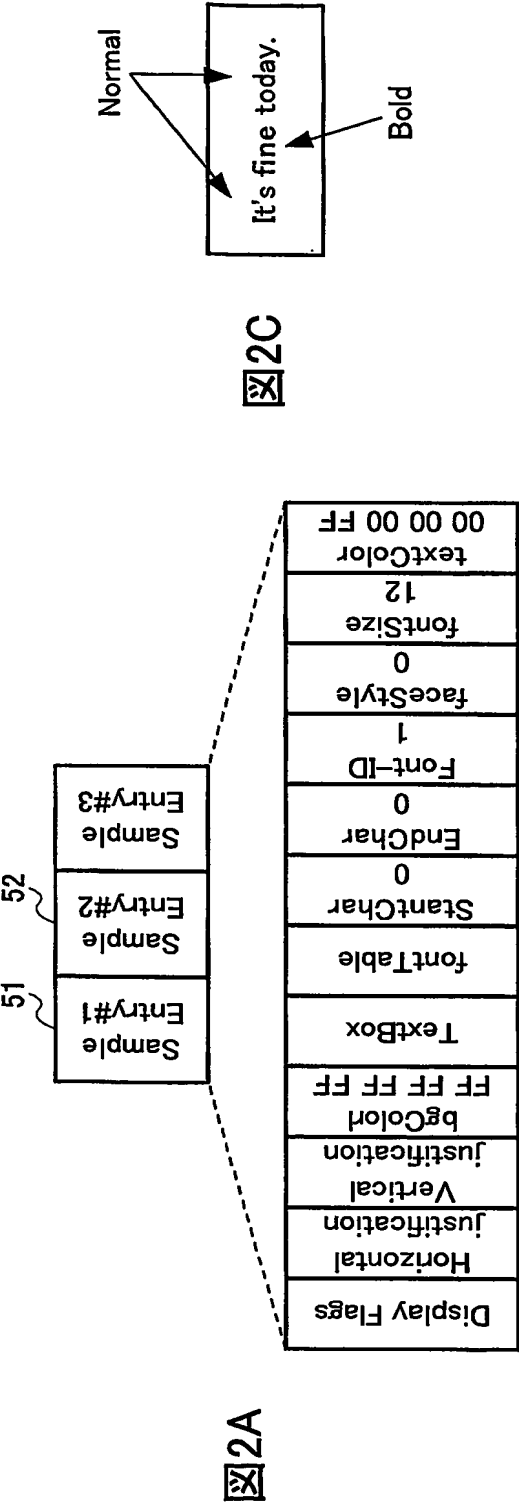 図2A
51
52
Sample
Entry#1
Sample
Entry#2
Sample
Entry#3
Display Flags
Horizontal
justification
Vertical
justification
bgColor
FF FF FF FF
TextBox
fontTable
StantChar
0
EndChar
0
Font-ID
1
faceStyle
0
fontSize
12
textColor
00 00 00 FF
図2C
Normal
It's fine today.
Bold